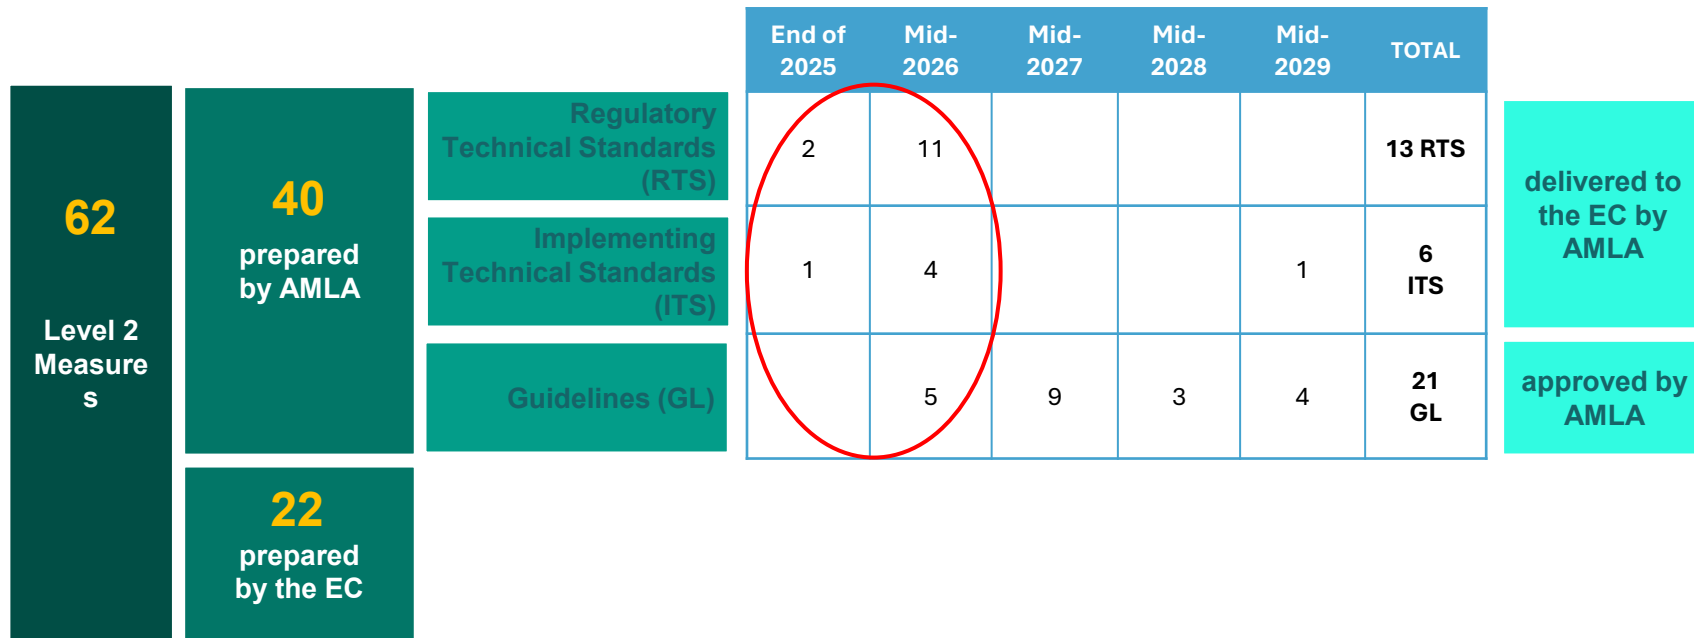 End of
2025
Mid-
2026
Mid-
2027
Mid-
2028
Mid-
2029
TOTAL
62
Level 2
Measure
s
40
prepared
by AMLA
Regulatory
Technical Standards
(RTS)
2
11
13 RTS
delivered to
the EC by
AMLA
Implementing
Technical Standards
(ITS)
1
4
1
6
ITS
Guidelines (GL)
5
9
3
4
21
GL
approved by
AMLA
22
prepared
by the EC